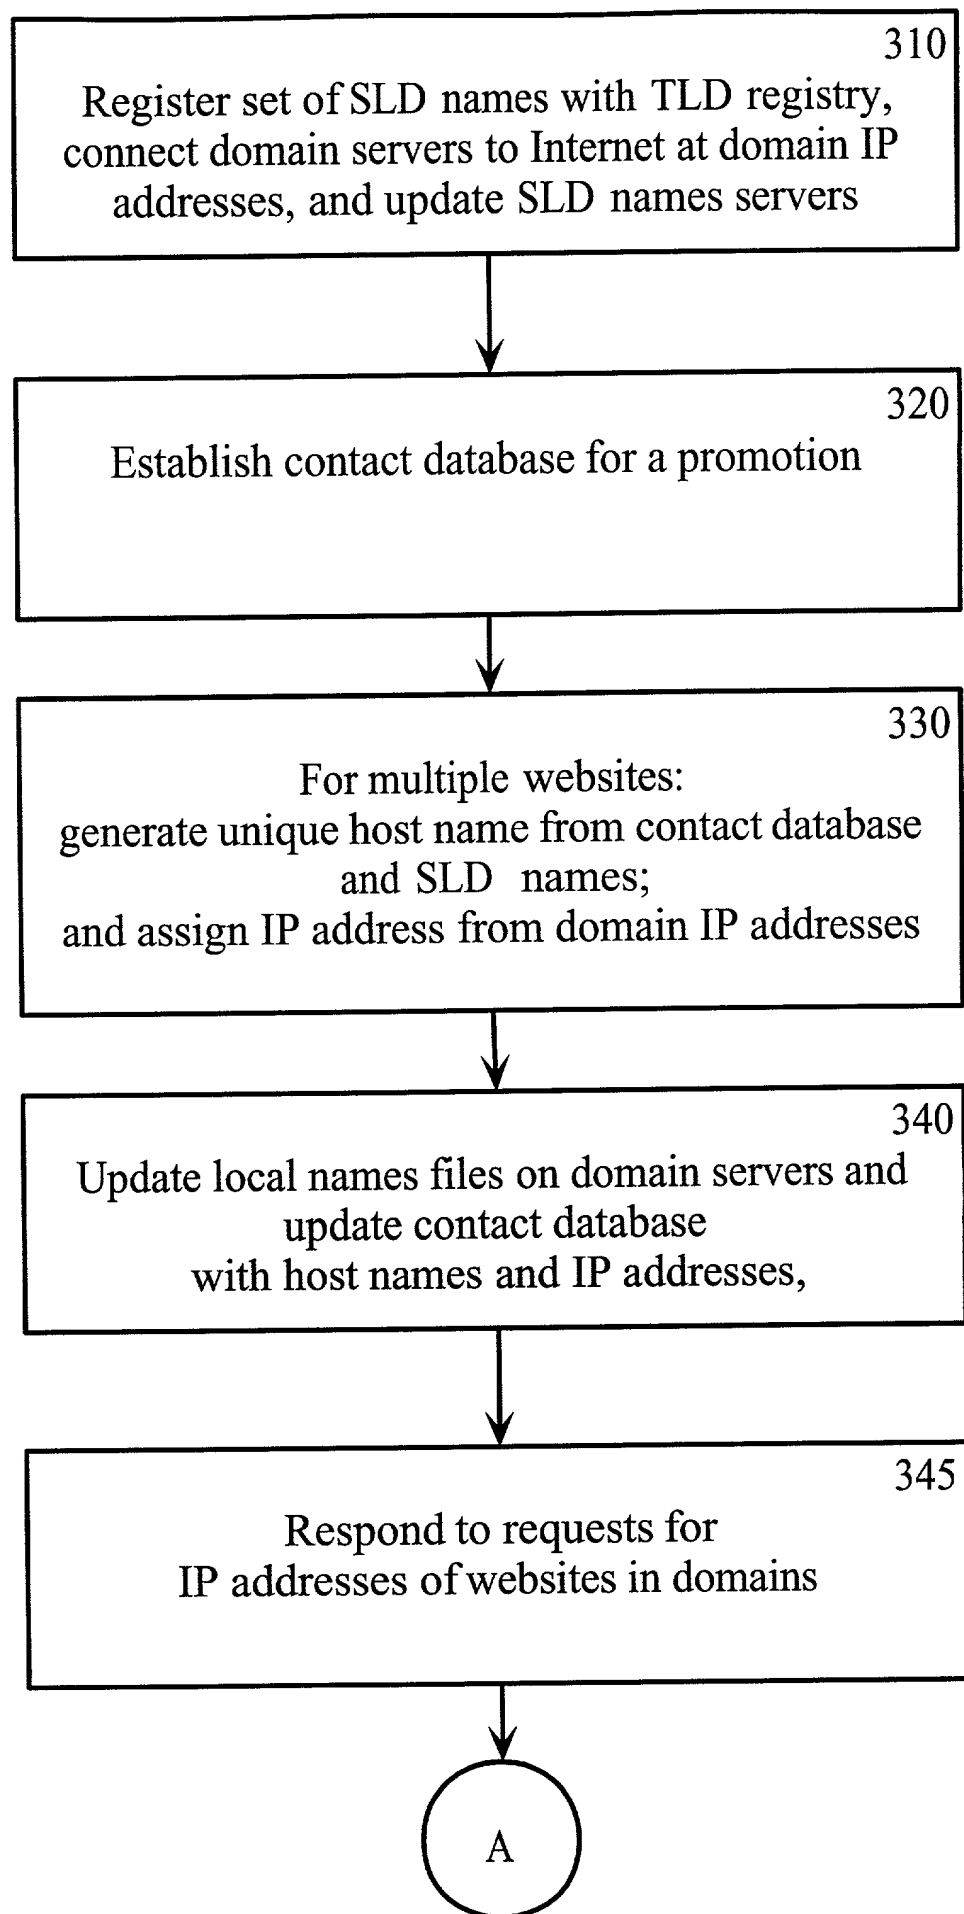 310
Register set of SLD names with TLD registry,
connect domain servers to Internet at domain IP
addresses, and update SLD names servers
320
Establish contact database for a promotion
330
For multiple websites:
generate unique host name from contact database
and SLD names;
and assign IP address from domain IP addresses
340
Update local names files on domain servers and
update contact database
with host names and IP addresses,
345
Respond to requests for
IP addresses of websites in domains
A